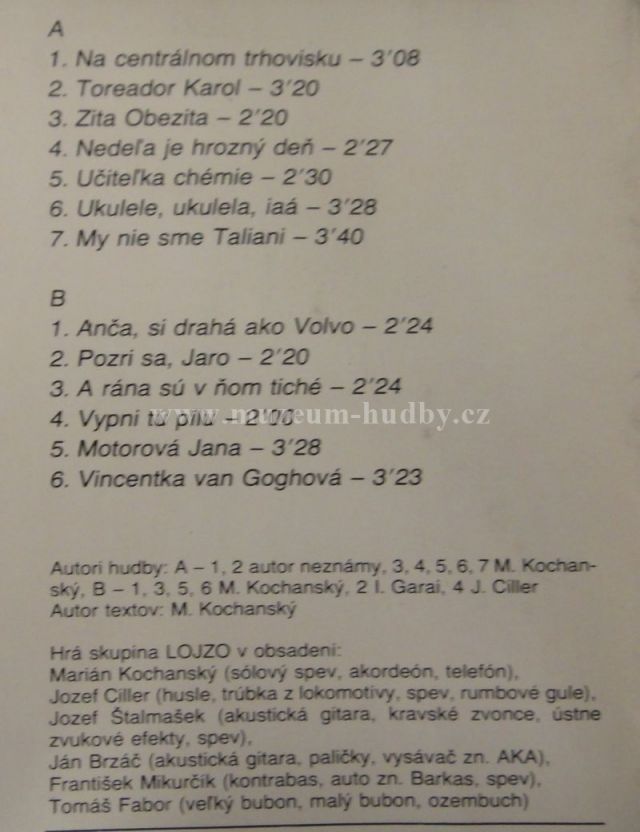 A
1. Na centrálnom trhovisku – 3'08
2. Toreador Karol – 3'20
3. Zita Obezita – 2'20
4. Nedeľa je hrozný deň – 2'27
5. Učiteľka chémie – 2'30
6. Ukulele, ukulela, iaá – 3'28
7. My nie sme Taliani – 3'40
B
1. Anča, si drahá ako Volvo – 2'24
2. Pozri sa, Jaro – 2'20
3. A rána sú v ňom tiché – 2'24
4. Vypni tú pílu – 2'00
www.muzeum-hudby.cz
5. Motorová Jana – 3'28
6. Vincentka van Goghová – 3'23
Autori hudby: A – 1, 2 autor neznámy, 3, 4, 5, 6, 7 M. Kochan-
ský, B – 1, 3, 5, 6 M. Kochanský, 2 I. Garai, 4 J. Ciller
Autor textov: M. Kochanský
Hrá skupina LOJZO v obsadení:
Marián Kochanský (sólový spev, akordeón, telefón),
Jozef Ciller (husle, trúbka z lokomotívy, spev, rumbové gule),
Jozef Štalmašek (akustická gitara, kravské zvonce, ústne
zvukové efekty, spev),
Ján Brzáč (akustická gitara, paličky, vysávač zn. AKA),
František Mikurčík (kontrabas, auto zn. Barkas, spev),
Tomáš Fabor (veľký bubon, malý bubon, ozembuch)